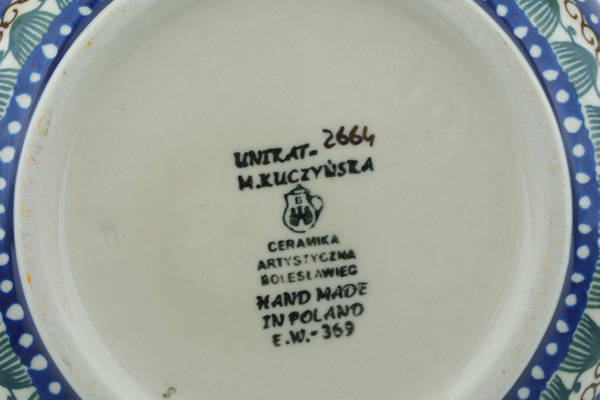 UNIKAT-2664
M.KUCZYŃSKA
B
CERAMIKA
ARTYSTYCZNA
BOLESŁAWIEC
HAND MADE
IN POLAND
E.W.-369